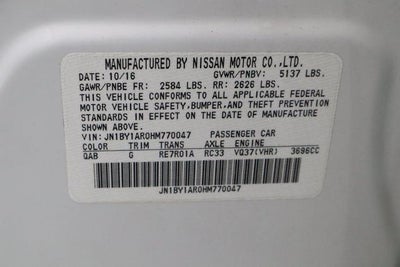 MANUFACTURED BY NISSAN MOTOR CO.,LTD.
DATE: 10/16 GVWR/PNBV: 5137 LBS.
GAWR/PNBE FR: 2584 LBS. RR: 2626 LBS.
THIS VEHICLE CONFORMS TO ALL APPLICABLE FEDERAL
MOTOR VEHICLE SAFETY,BUMPER,AND THEFT PREVENTION
STANDARDS IN EFFECT ON THE DATE OF MANUFACTURE
SHOWN ABOVE.
VIN: JN1BY1AR0HM770047 PASSENGER CAR
COLOR TRIM TRANS AXLE ENGINE
QAB G RE7R01A RC33 VQ37(VHR) 3696CC
JN1BY1AR0HM770047